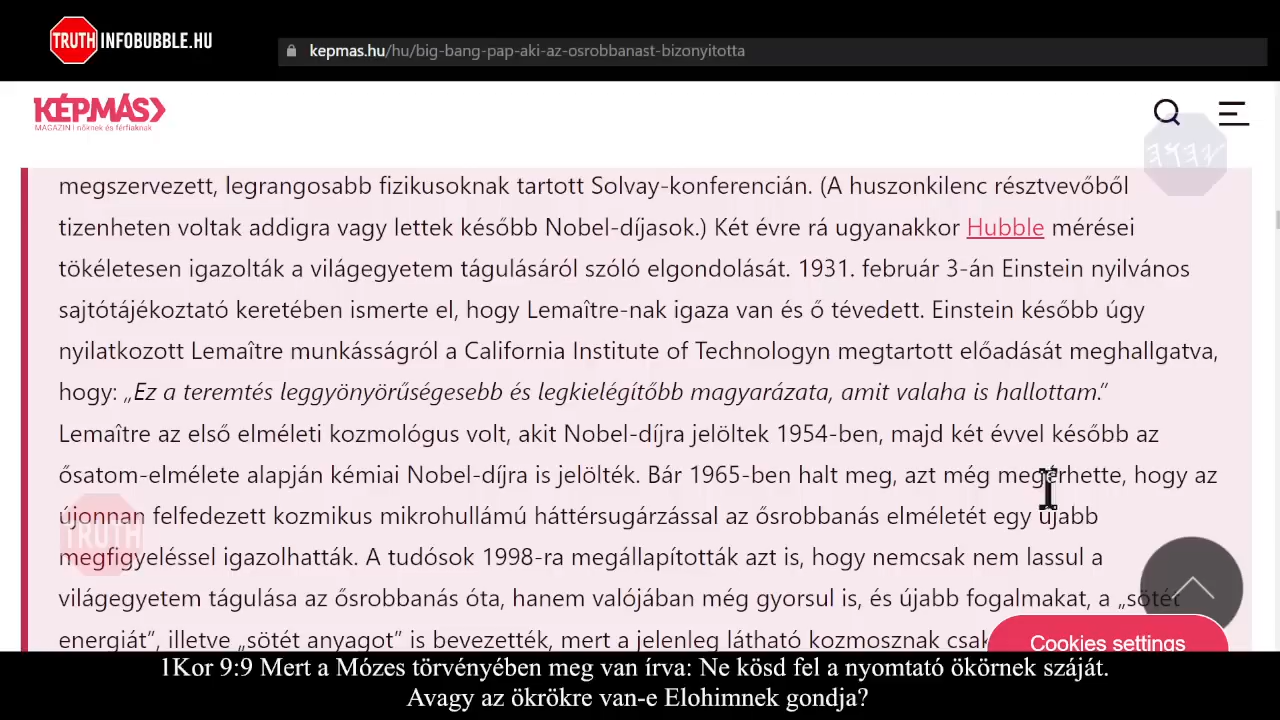 TRUTH INFOBUBBLE.HU
kepmas.hu/hu/big-bang-pap-aki-az-osrobbanast-bizonyitotta
KÉPMÁS
MAGAZIN | nőknek és férfiaknak
megszervezett, legrangosabb fizikusoknak tartott Solvay-konferencián. (A huszonkilenc résztvevőből
tizenheten voltak addigra vagy lettek később Nobel-díjasok.) Két évre rá ugyanakkor Hubble mérései
tökéletesen igazolták a világegyetem tágulásáról szóló elgondolását. 1931. február 3-án Einstein nyilvános
sajtótájékoztató keretében ismerte el, hogy Lemaître-nak igaza van és ő tévedett. Einstein később úgy
nyilatkozott Lemaître munkásságról a California Institute of Technologyn megtartott előadását meghallgatva,
hogy: „Ez a teremtés leggyönyörűségesebb és legkielégítőbb magyarázata, amit valaha is hallottam.”
Lemaître az első elméleti kozmológus volt, akit Nobel-díjra jelöltek 1954-ben, majd két évvel később az
ősatom-elmélete alapján kémiai Nobel-díjra is jelölték. Bár 1965-ben halt meg, azt még megérhette, hogy az
újonnan felfedezett kozmikus mikrohullámú háttérsugárzással az ősrobbanás elméletét egy újabb
TRUTH
megfigyeléssel igazolhatták. A tudósok 1998-ra megállapították azt is, hogy nemcsak nem lassul a
világegyetem tágulása az ősrobbanás óta, hanem valójában még gyorsul is, és újabb fogalmakat, a „sötét
energiát”, illetve „sötét anyagot” is bevezették, mert a jelenleg látható kozmosznak csak
Cookies settings
1Kor 9:9 Mert a Mózes törvényében meg van írva: Ne kösd fel a nyomtató ökörnek száját.
Avagy az ökrökre van-e Elohimnek gondja?